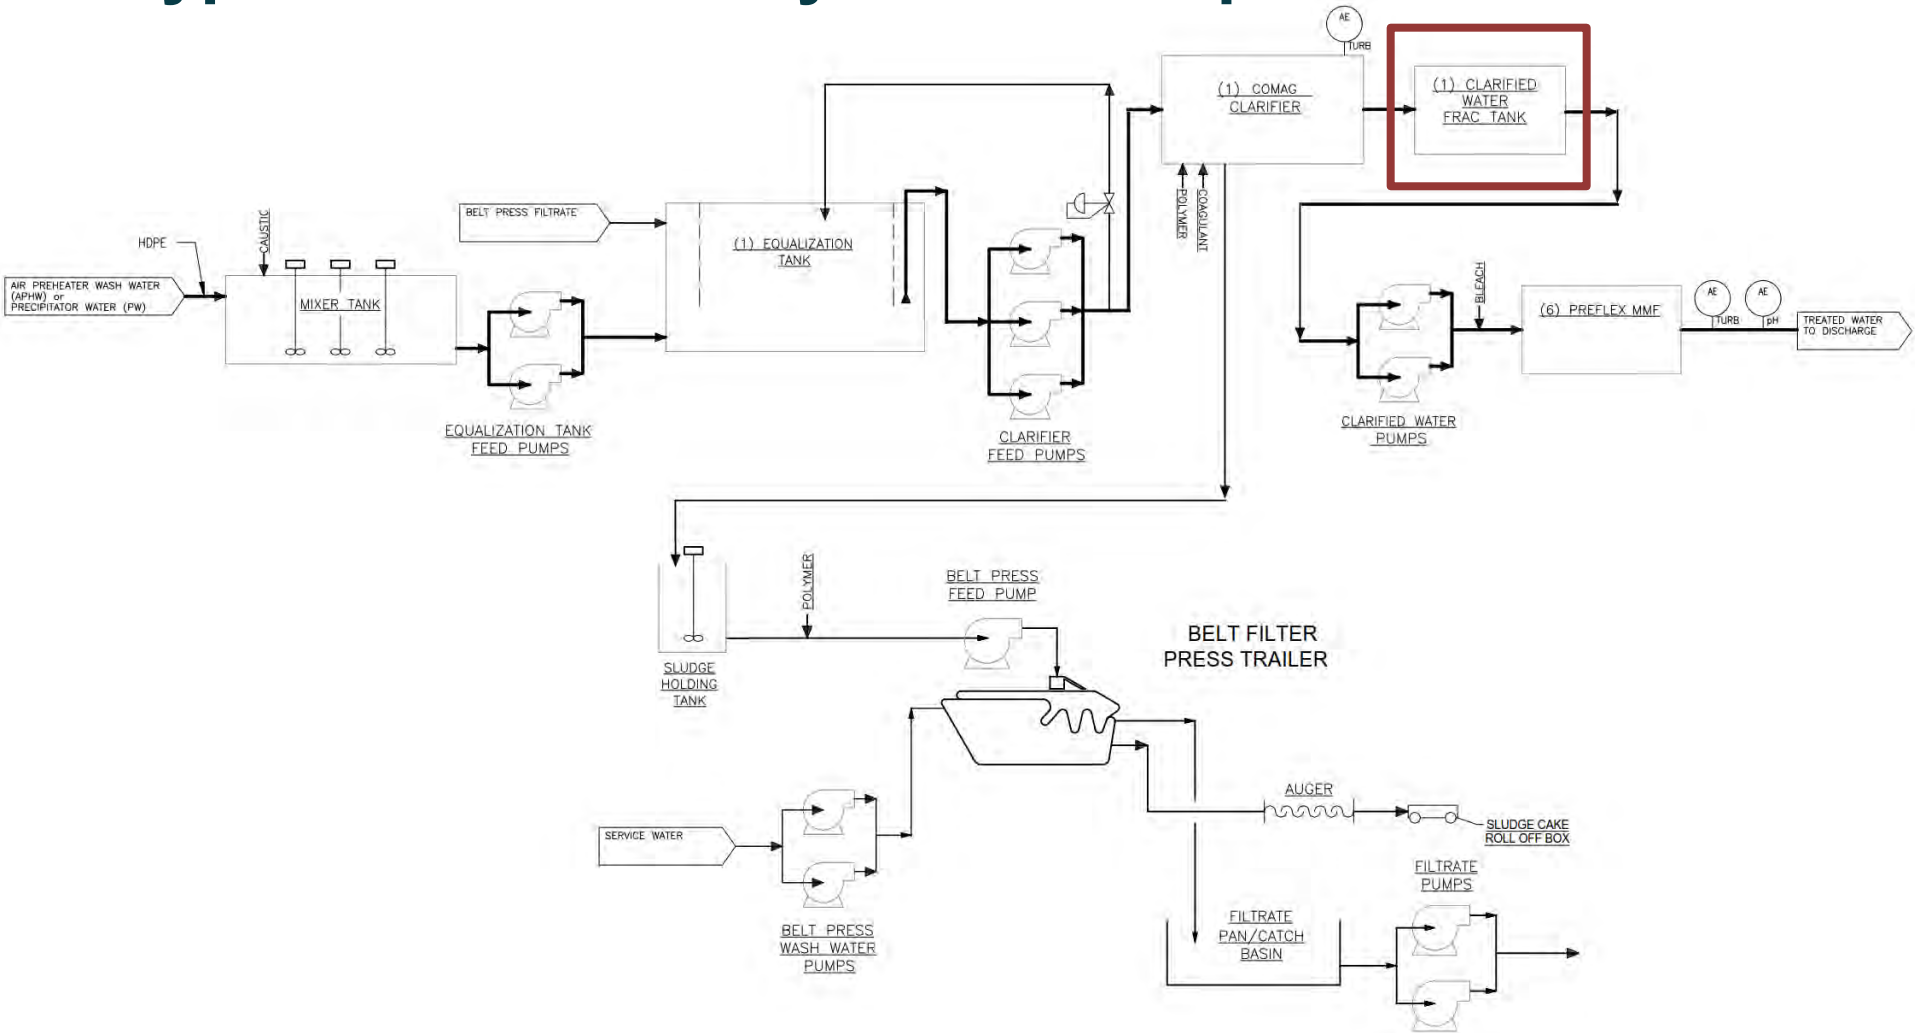 AE
TURB
(1) COMAG
CLARIFIER
(1) CLARIFIED
WATER
FRAC TANK
POLYMER
COAGULANT
BELT PRESS FILTRATE
CAUSTIC
HDPE
(1) EQUALIZATION
TANK
AIR PREHEATER WASH WATER
(APHW) or
PRECIPITATOR WATER (PW)
MIXER TANK
BLEACH
(6) PREFLEX MMF
AE
TURB
AE
pH
TREATED WATER
TO DISCHARGE
EQUALIZATION TANK
FEED PUMPS
CLARIFIER
FEED PUMPS
CLARIFIED WATER
PUMPS
POLYMER
BELT PRESS
FEED PUMP
BELT FILTER
PRESS TRAILER
SLUDGE
HOLDING
TANK
AUGER
SLUDGE CAKE
ROLL OFF BOX
SERVICE WATER
FILTRATE
PUMPS
BELT PRESS
WASH WATER
PUMPS
FILTRATE
PAN/CATCH
BASIN